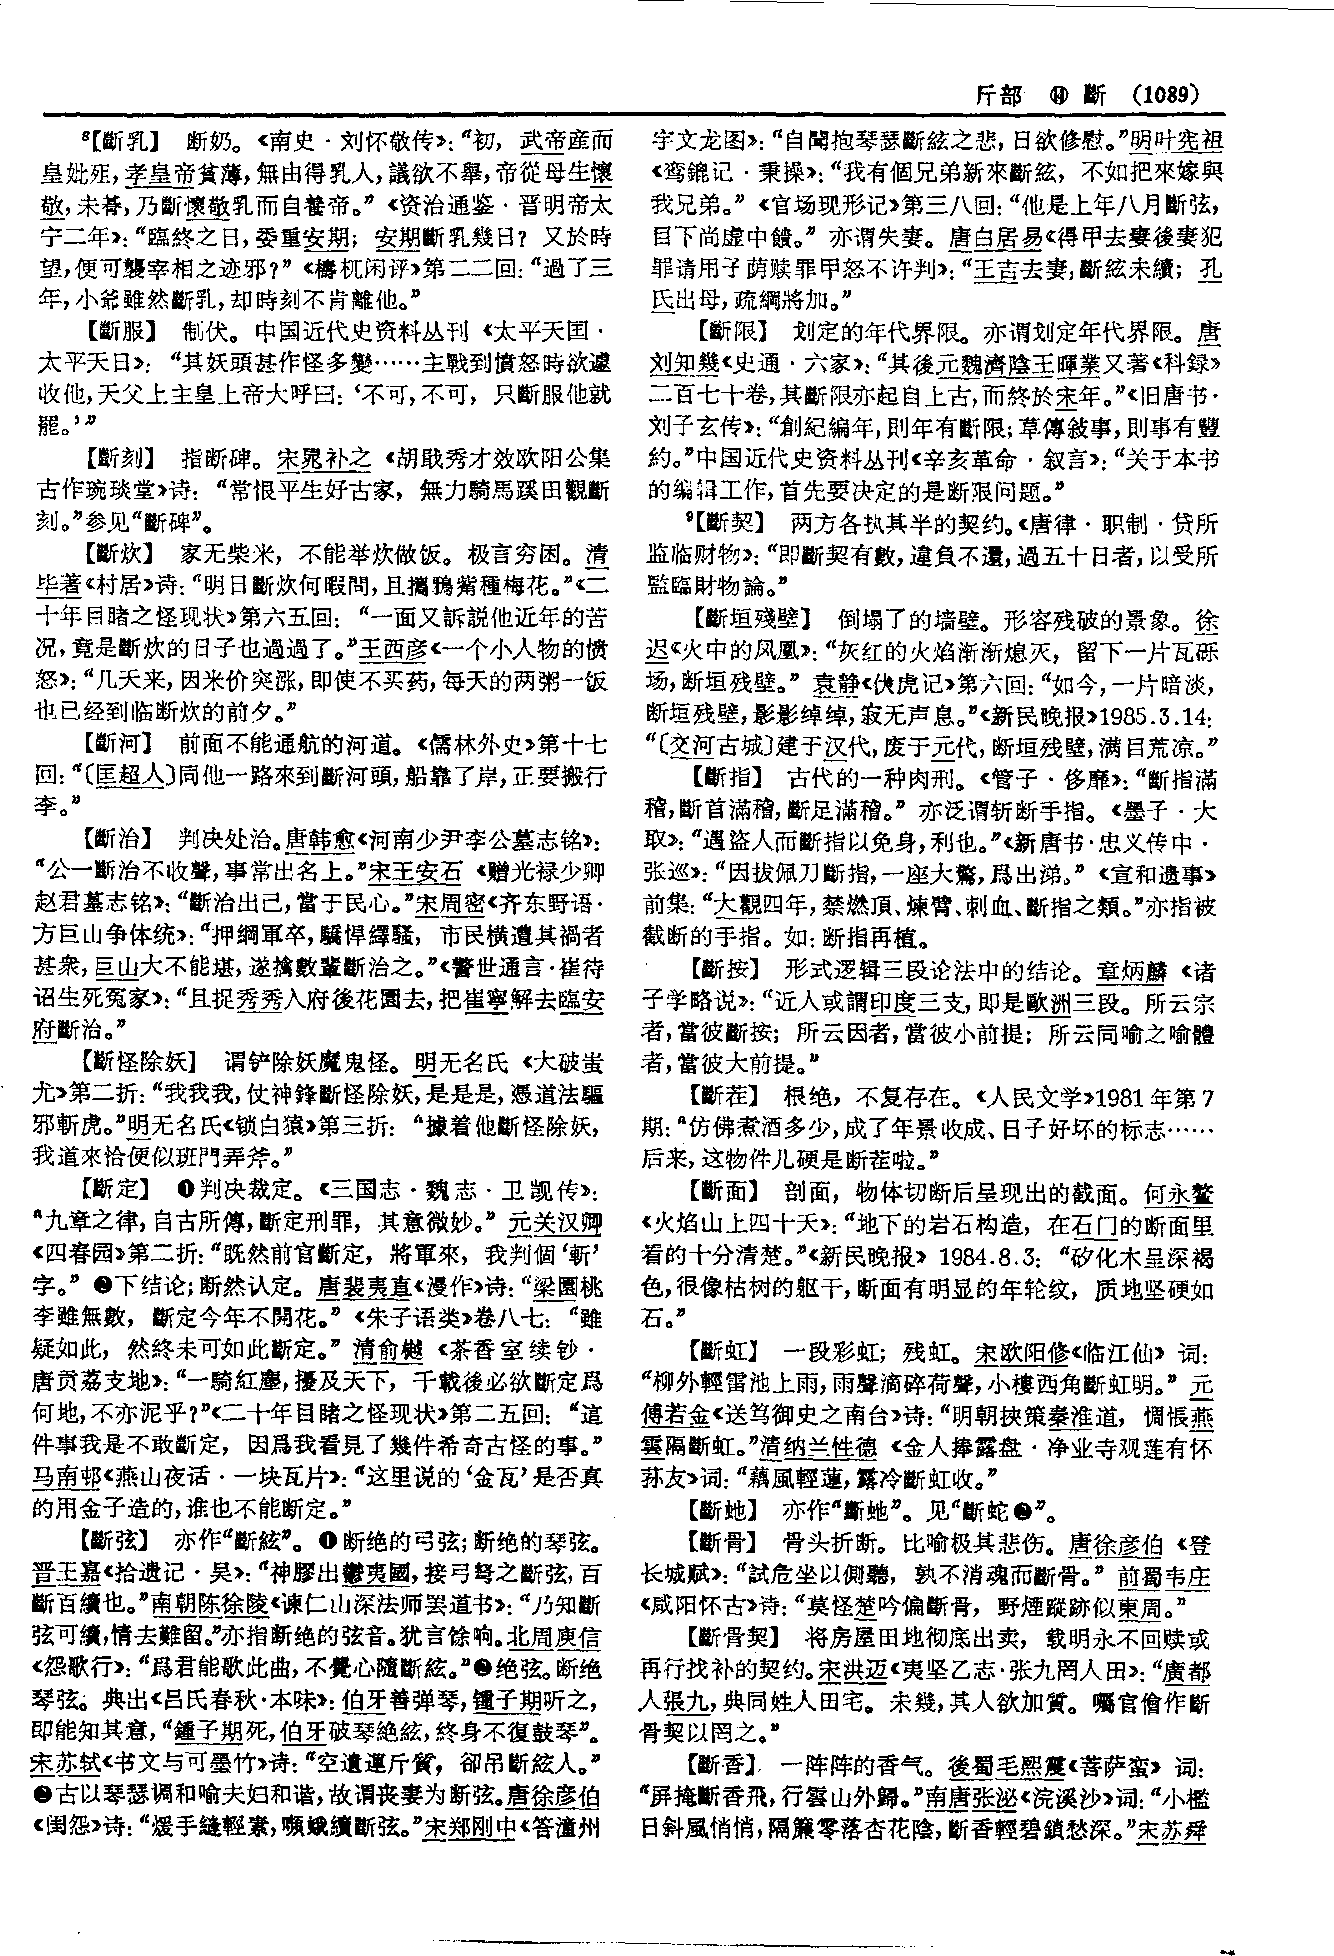 斤部 ⑭ 斷 (1089)
⁸【斷乳】 断奶。《南史·刘怀敬传》：“初，武帝產而
皇妣殂，孝皇帝貧薄，無由得乳人，議欲不舉，帝從母生懷
敬，未朞，乃斷懷敬乳而自養帝。”《资治通鉴·晋明帝太
宁二年》：“臨終之日，委重安期；安期斷乳幾日？又於時
望，便可襲宰相之迹邪？”《檮杌闲评》第二二回：“過了三
年，小爺雖然斷乳，却時刻不肯離他。”
【斷服】 制伏。中国近代史资料丛刊《太平天囯·
太平天日》：“其妖頭甚作怪多變……主戰到憤怒時欲邊
收他，天父上主皇上帝大呼曰：‘不可，不可，只斷服他就
罷。’”
【斷刻】 指断碑。宋晁补之《胡戢秀才效欧阳公集
古作琬琰堂》诗：“常恨平生好古家，無力騎馬蹊田觀斷
刻。”参见“斷碑”。
【斷炊】 家无柴米，不能举炊做饭。极言穷困。清
毕著《村居》诗：“明日斷炊何暇問，且攜鴉觜種梅花。”《二
十年目睹之怪现状》第六五回：“一面又訴説他近年的苦
况，竟是斷炊的日子也過過了。”王西彦《一个小人物的愤
怒》：“几天来，因米价突涨，即使不买药，每天的两粥一饭
也已经到临断炊的前夕。”
【斷河】 前面不能通航的河道。《儒林外史》第十七
回：“〔匡超人〕同他一路來到斷河頭，船靠了岸，正要搬行
李。”
【斷治】 判决处治。唐韩愈《河南少尹李公墓志铭》：
“公一斷治不收聲，事常出名上。”宋王安石《赠光禄少卿
赵君墓志铭》：“斷治出己，當于民心。”宋周密《齐东野语·
方巨山争体统》：“押綱軍卒，驕悍繹騷，市民横遭其禍者
甚衆，巨山大不能堪，遂擒數輩斷治之。”《警世通言·崔待
诏生死冤家》：“且捉秀秀入府後花園去，把崔寧解去臨安
府斷治。”
【斷怪除妖】 谓铲除妖魔鬼怪。明无名氏《大破蚩
尤》第二折：“我我我，仗神鋒斷怪除妖，是是是，憑道法驅
邪斬虎。”明无名氏《锁白猿》第三折：“據着他斷怪除妖，
我道來恰便似班門弄斧。”
【斷定】 ❶判决裁定。《三国志·魏志·卫觊传》：
“九章之律，自古所傳，斷定刑罪，其意微妙。”元关汉卿
《四春园》第二折：“既然前官斷定，將軍來，我判個‘斬’
字。”❷下结论；断然认定。唐裴夷直《漫作》诗：“梁園桃
李雖無數，斷定今年不開花。”《朱子语类》卷八七：“雖
疑如此，然終未可如此斷定。”清俞樾《茶香室续钞·
唐贡荔支地》：“一騎紅塵，擾及天下，千載後必欲斷定爲
何地，不亦泥乎？”《二十年目睹之怪现状》第二五回：“這
件事我是不敢斷定，因爲我看見了幾件希奇古怪的事。”
马南邨《燕山夜话·一块瓦片》：“这里说的‘金瓦’是否真
的用金子造的，谁也不能断定。”
【斷弦】 亦作“斷絃”。❶断绝的弓弦；断绝的琴弦。
晋王嘉《拾遗记·吴》：“神膠出鬱夷國，接弓弩之斷弦，百
斷百續也。”南朝陈徐陵《谏仁山深法师罢道书》：“乃知斷
弦可續，情去難留。”亦指断绝的弦音。犹言馀响。北周庾信
《怨歌行》：“爲君能歌此曲，不覺心隨斷絃。”❷绝弦。断绝
琴弦。典出《吕氏春秋·本味》：伯牙善弹琴，鍾子期听之，
即能知其意，“鍾子期死，伯牙破琴絶絃，終身不復鼓琴”。
宋苏轼《书文与可墨竹》诗：“空遺運斤質，卻吊斷絃人。”
❸古以琴瑟调和喻夫妇和谐，故谓丧妻为断弦。唐徐彦伯
《闺怨》诗：“煖手縫輕素，嚬蛾續斷弦。”宋郑刚中《答潼州
宇文龙图》：“自聞抱琴瑟斷絃之悲，日欲修慰。”明叶宪祖
《鸾鎞记·秉操》：“我有個兄弟新來斷絃，不如把來嫁與
我兄弟。”《官场现形记》第三八回：“他是上年八月斷弦，
目下尚虚中饋。”亦谓失妻。唐白居易《得甲去妻後妻犯
罪请用子荫赎罪甲怒不许判》：“王吉去妻，斷絃未續；孔
氏出母，疏網將加。”
【斷限】 划定的年代界限。亦谓划定年代界限。唐
刘知幾《史通·六家》：“其後元魏濟陰王暉業又著《科録》
二百七十卷，其斷限亦起自上古，而終於宋年。”《旧唐书·
刘子玄传》：“創紀编年，則年有斷限；草傳敍事，則事有豐
約。”中国近代史资料丛刊《辛亥革命·叙言》：“关于本书
的编辑工作，首先要决定的是断限问题。”
⁹【斷契】 两方各执其半的契约。《唐律·职制·贷所
监临财物》：“即斷契有數，違負不還，過五十日者，以受所
監臨財物論。”
【斷垣殘壁】 倒塌了的墙壁。形容残破的景象。徐
迟《火中的凤凰》：“灰红的火焰渐渐熄灭，留下一片瓦砾
场，断垣残壁。”袁静《伏虎记》第六回：“如今，一片暗淡，
断垣残壁，影影绰绰，寂无声息。”《新民晚报》1985.3.14：
“〔交河古城〕建于汉代，废于元代，断垣残壁，满目荒凉。”
【斷指】 古代的一种肉刑。《管子·侈靡》：“斷指滿
稽，斷首滿稽，斷足滿稽。”亦泛谓斩断手指。《墨子·大
取》：“遇盜人而斷指以免身，利也。”《新唐书·忠义传中·
张巡》：“因拔佩刀斷指，一座大驚，爲出涕。”《宣和遗事》
前集：“大觀四年，禁燃頂、煉臂、刺血、斷指之類。”亦指被
截断的手指。如：断指再植。
【斷按】 形式逻辑三段论法中的结论。章炳麟《诸
子学略说》：“近人或謂印度三支，即是歐洲三段。所云宗
者，當彼斷按；所云因者，當彼小前提；所云同喻之喻體
者，當彼大前提。”
【斷茬】 根绝，不复存在。《人民文学》1981年第7
期：“仿佛煮酒多少，成了年景收成、日子好坏的标志……
后来，这物件儿硬是断茬啦。”
【斷面】 剖面，物体切断后呈现出的截面。何永鳌
《火焰山上四十天》：“地下的岩石构造，在石门的断面里
看的十分清楚。”《新民晚报》1984.8.3：“矽化木呈深褐
色，很像枯树的躯干，断面有明显的年轮纹，质地坚硬如
石。”
【斷虹】 一段彩虹；残虹。宋欧阳修《临江仙》词：
“柳外輕雷池上雨，雨聲滴碎荷聲，小樓西角斷虹明。”元
傅若金《送笃御史之南台》诗：“明朝挾策秦淮道，惆悵燕
雲隔斷虹。”清纳兰性德《金人捧露盘·净业寺观莲有怀
荪友》词：“藕風輕蓮，露冷斷虹收。”
【斷虵】 亦作“斷虵”。见“斷蛇❷”。
【斷骨】 骨头折断。比喻极其悲伤。唐徐彦伯《登
长城赋》：“試危坐以側聽，孰不消魂而斷骨。”前蜀韦庄
《咸阳怀古》诗：“莫怪楚吟偏斷骨，野煙蹤跡似東周。”
【斷骨契】 将房屋田地彻底出卖，载明永不回赎或
再行找补的契约。宋洪迈《夷坚乙志·张九罔人田》：“廣都
人張九，典同姓人田宅。未幾，其人欲加質。囑官儈作斷
骨契以罔之。”
【斷香】 一阵阵的香气。後蜀毛熙震《菩萨蛮》词：
“屏掩斷香飛，行雲山外歸。”南唐张泌《浣溪沙》词：“小檻
日斜風悄悄，隔簾零落杏花陰，斷香輕碧鎖愁深。”宋苏舜